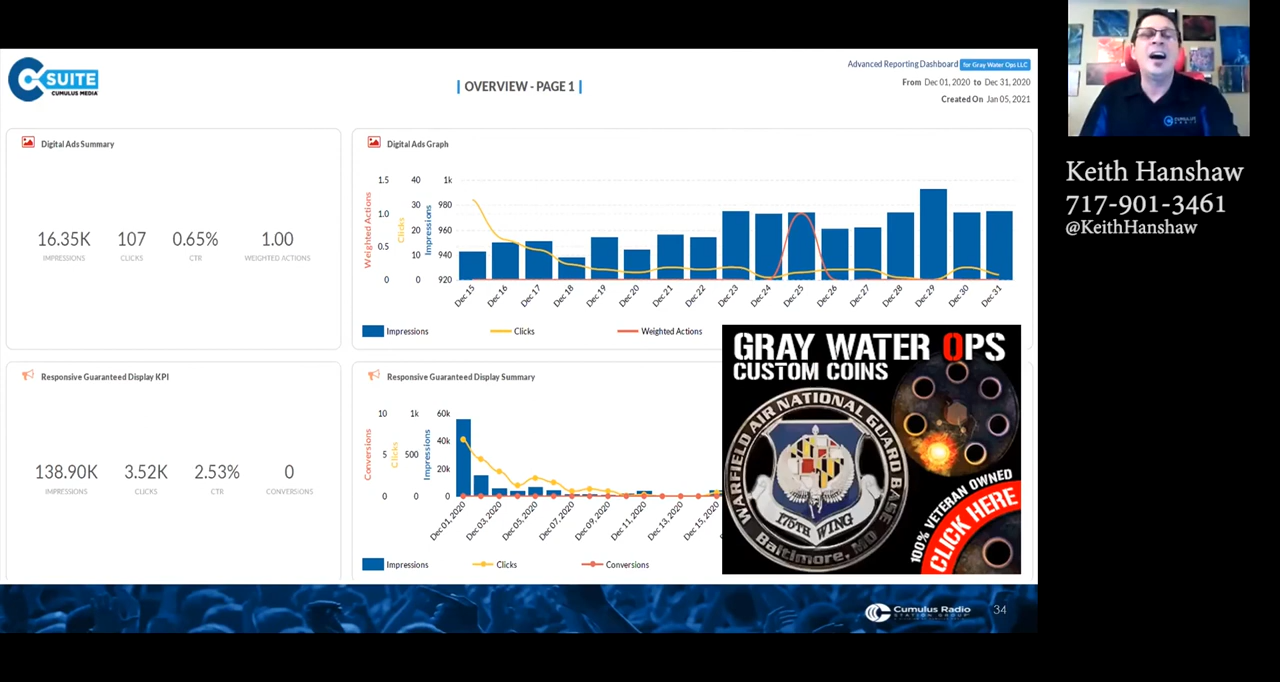 C SUITE
CUMULUS MEDIA
OVERVIEW - PAGE 1
Advanced Reporting Dashboard for Gray Water Ops LLC
From Dec 01, 2020 to Dec 31, 2020
Created On Jan 05, 2021
Digital Ads Summary
16.35K 107 0.65% 1.00
IMPRESSIONS CLICKS CTR WEIGHTED ACTIONS
Digital Ads Graph
Weighted Actions
Clicks
Impressions
1.5 40 1k
30 980
1.0 20 960
0.5 10 940
0 0 920
Dec 15 Dec 16 Dec 17 Dec 18 Dec 19 Dec 20 Dec 21 Dec 22 Dec 23 Dec 24 Dec 25 Dec 26 Dec 27 Dec 28 Dec 29 Dec 30 Dec 31
Impressions Clicks Weighted Actions
Responsive Guaranteed Display KPI
138.90K 3.52K 2.53% 0
IMPRESSIONS CLICKS CTR CONVERSIONS
Responsive Guaranteed Display Summary
Conversions
Clicks
Impressions
10 1k 60k
40k
5 500
20k
0 0 0
Dec 01, 2020 Dec 03, 2020 Dec 05, 2020 Dec 07, 2020 Dec 09, 2020 Dec 11, 2020 Dec 13, 2020 Dec 15, 2020
Impressions Clicks Conversions
GRAY WATER OPS
CUSTOM COINS
WARFIELD AIR NATIONAL GUARD BASE
175TH WING
Baltimore, MD
100% VETERAN OWNED
CLICK HERE
Cumulus Radio
STATION GROUP
34
CUMULUS
Keith Hanshaw
717-901-3461
@KeithHanshaw